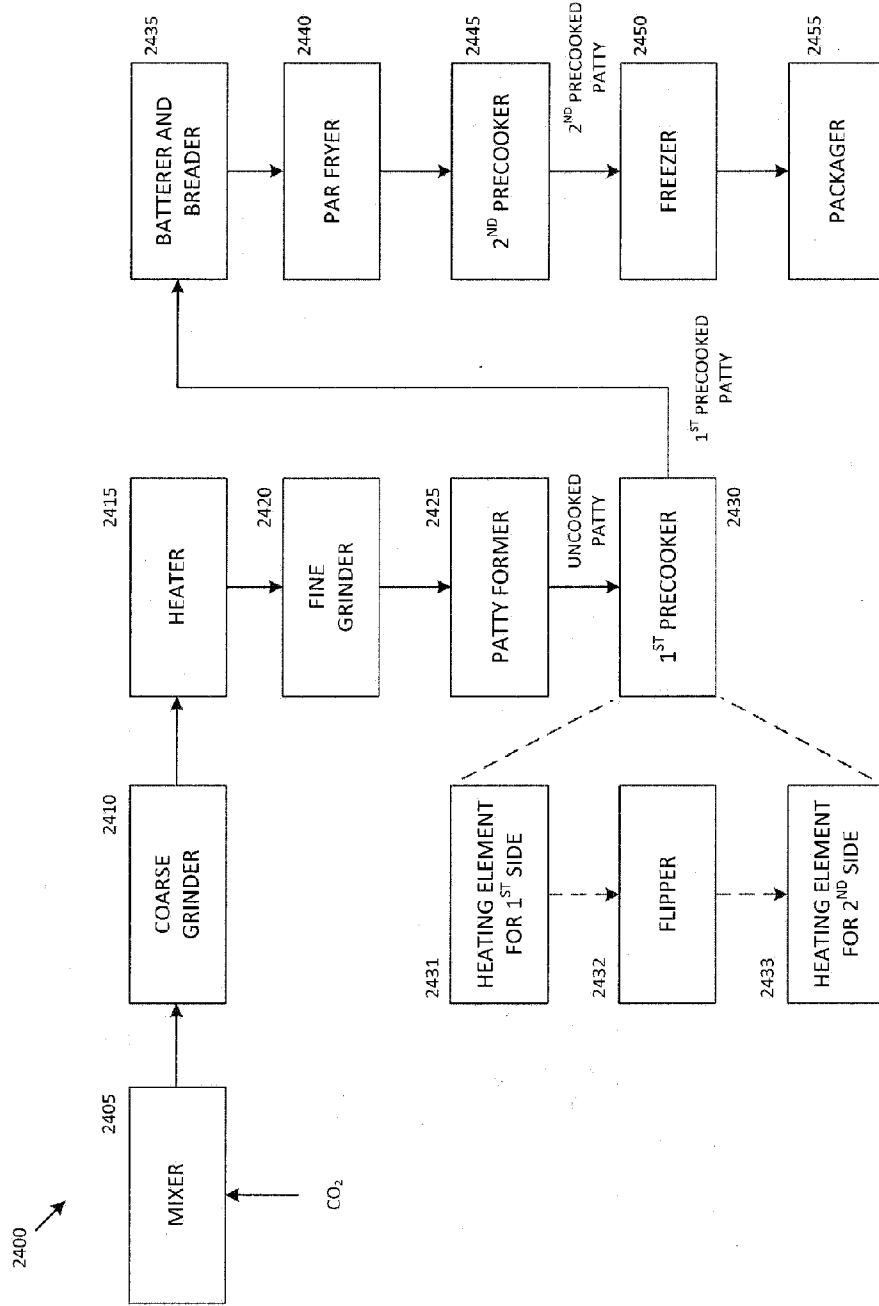 2400
2405
MIXER
CO₂
2410
COARSE
GRINDER
2415
HEATER
2420
FINE
GRINDER
2425
PATTY FORMER
UNCOOKED
PATTY
1ST PRECOOKER
2430
2431
HEATING ELEMENT
FOR 1ST SIDE
2432
FLIPPER
2433
HEATING ELEMENT
FOR 2ND SIDE
1ST PRECOOKED
PATTY
2435
BATTERER AND
BREADER
2440
PAR FRYER
2445
2ND PRECOOKER
2ND PRECOOKED
PATTY
2450
FREEZER
2455
PACKAGER